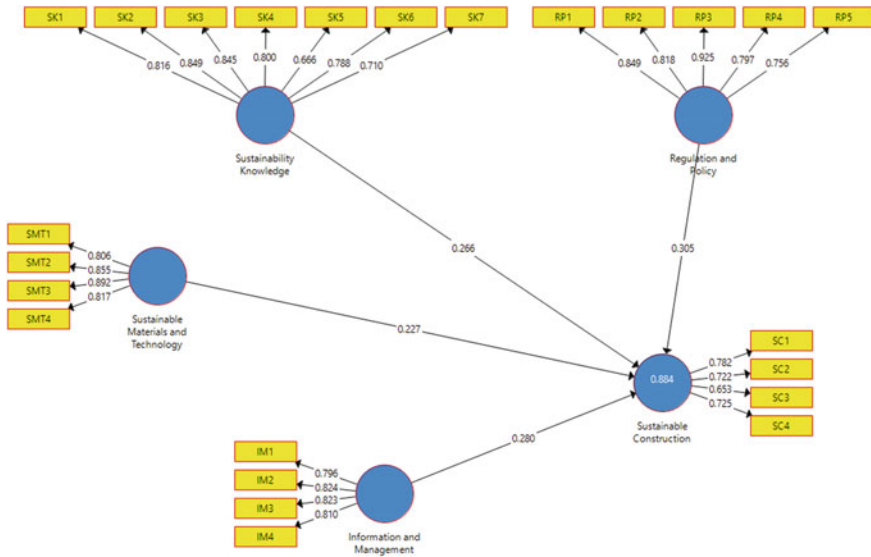 SK1 SK2 SK3 SK4 SK5 SK6 SK7
RP1 RP2 RP3 RP4 RP5
0.816 0.849 0.845 0.800 0.666 0.788 0.710
0.849 0.818 0.925 0.797 0.756
Sustainability
Knowledge
Regulation and
Policy
0.266
0.305
SMT1
SMT2
SMT3
SMT4
0.806
0.855
0.892
0.817
Sustainable
Materials and
Technology
0.227
0.884
Sustainable
Construction
0.782
0.722
0.653
0.725
SC1
SC2
SC3
SC4
0.280
IM1
IM2
IM3
IM4
0.796
0.824
0.823
0.810
Information and
Management